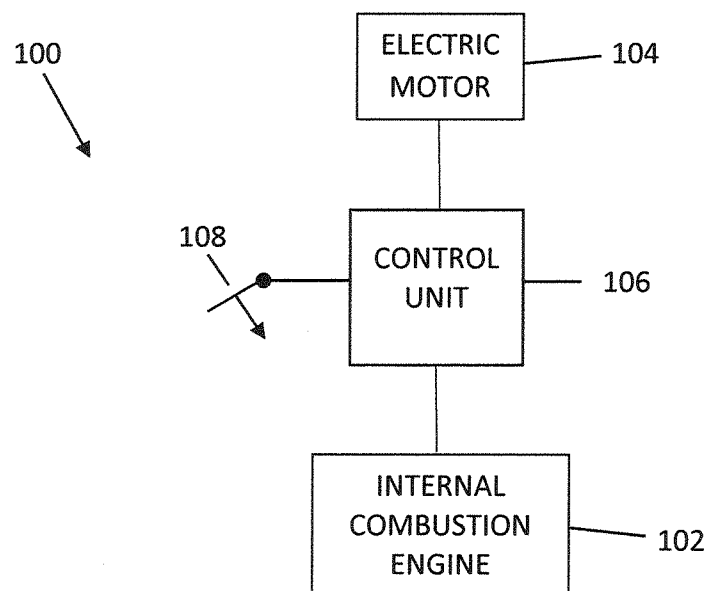 100
ELECTRIC
MOTOR
104
108
CONTROL
UNIT
106
INTERNAL
COMBUSTION
ENGINE
102